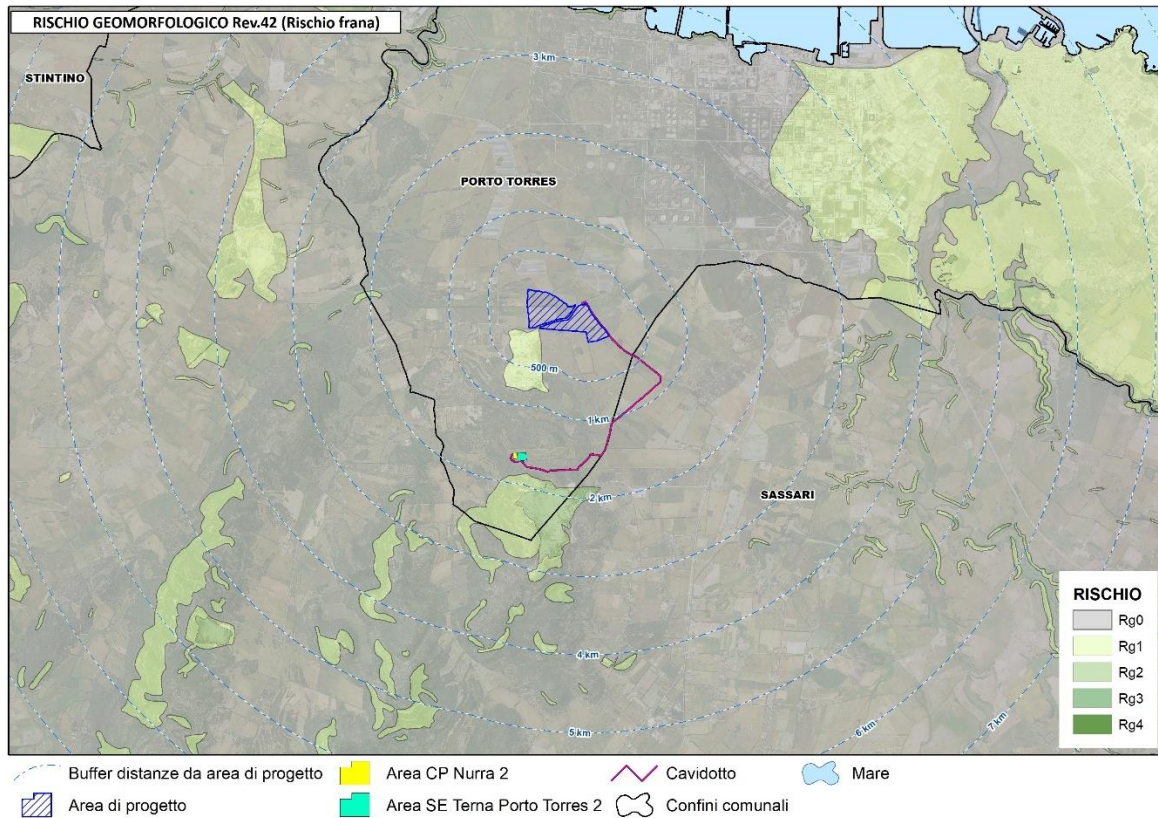 RISCHIO GEOMORFOLOGICO Rev.42 (Rischio frana)
3 km
STINTINO
PORTO TORRES
500 m
1 km
2 km
SASSARI
4 km
5 km
6 km
7 km
RISCHIO
Rg0
Rg1
Rg2
Rg3
Rg4
Buffer distanze da area di progetto
Area CP Nurra 2
Cavidotto
Mare
Area di progetto
Area SE Terna Porto Torres 2
Confini comunali